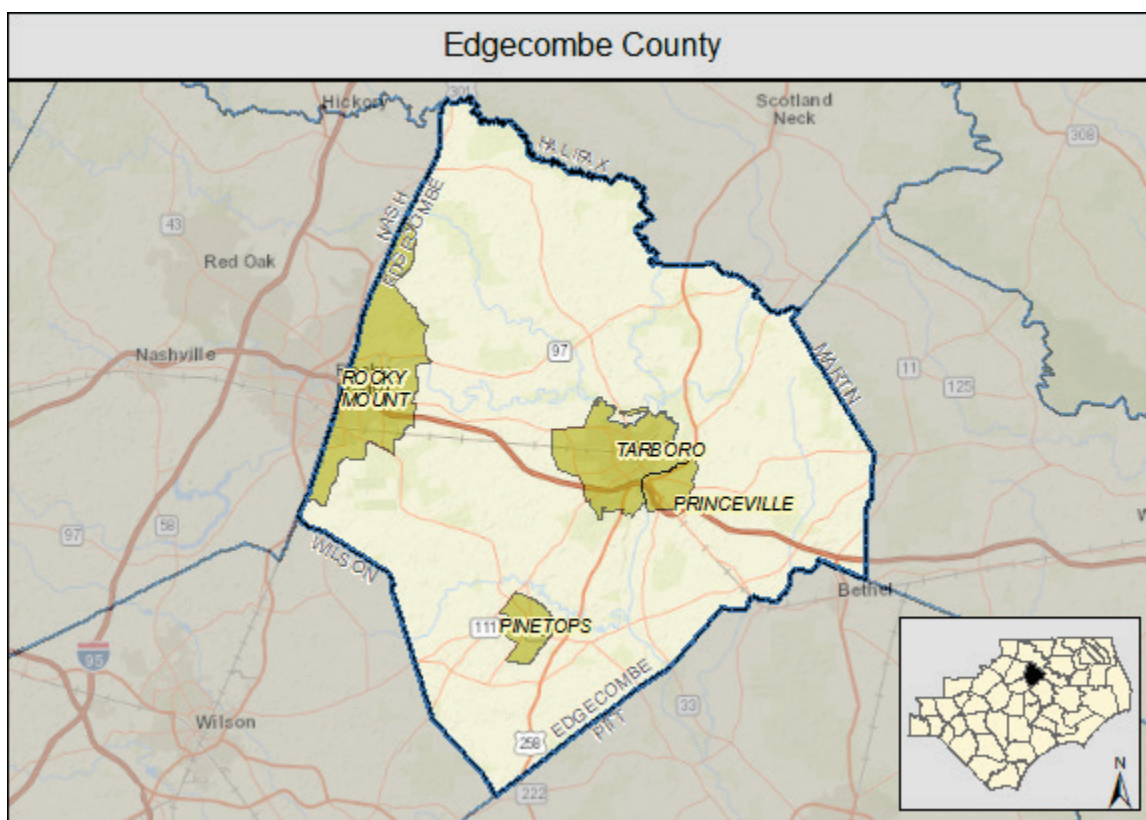 Edgecombe County
Hickory
301
Scotland
Neck
308
HALIFAX
NASH
EDGECOMBE
43
Red Oak
Nashville
97
MARTIN
11
125
ROCKY
MOUNT
TARBORO
PRINCEVILLE
58
97
W
WILSON
Bethel
PINETOPS
111
95
EDGECOMBE
PITT
33
Wilson
258
222
N